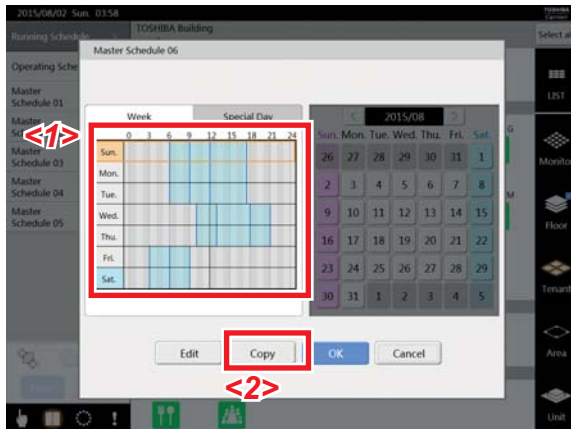 2015/08/02 Sun. 03:58
TOSHIBA
Carrier
Running Schedule
TOSHIBA Building
Select al
Master Schedule 06
Operating Sche
Master
Schedule 01
Master
<1>
Master
Schedule 03
Master
Schedule 04
Master
Schedule 05
Week
Special Day
0 3 6 9 12 15 18 21 24
Sun.
Mon.
Tue.
Wed.
Thu.
Fri.
Sat.
< 2015/08 >
Sun. Mon. Tue. Wed. Thu. Fri. Sat.
26 27 28 29 30 31 1
2 3 4 5 6 7 8
9 10 11 12 13 14 15
16 17 18 19 20 21 22
23 24 25 26 27 28 29
30 31 1 2 3 4 5
G
M
LIST
Monito
Floor
Tenant
Area
Unit
Edit
Copy
OK
Cancel
<2>
!